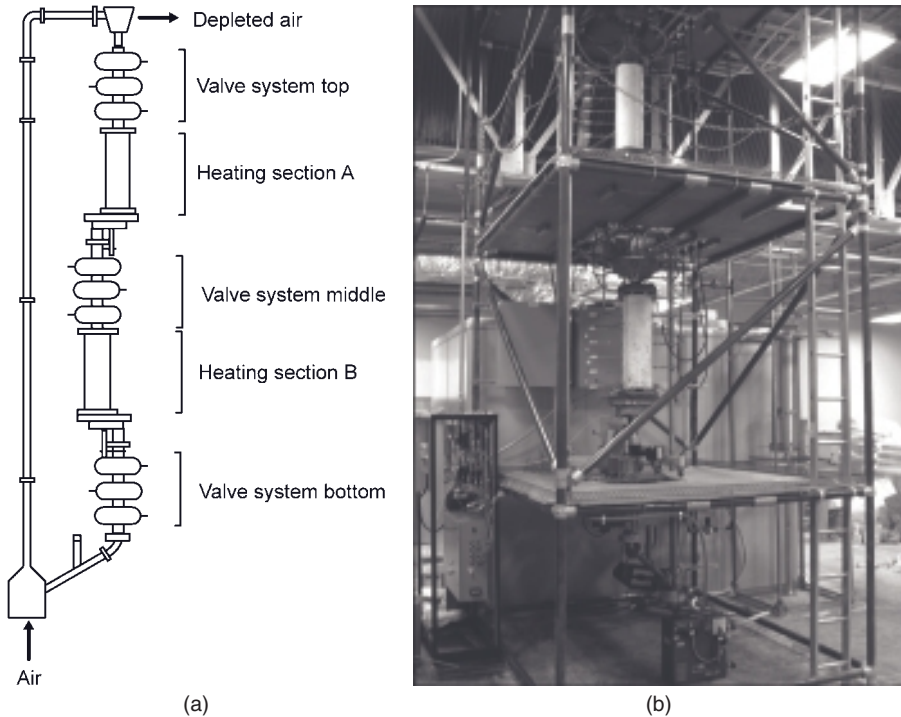 Depleted air
Valve system top
Heating section A
Valve system middle
Heating section B
Valve system bottom
Air
(a)
(b)